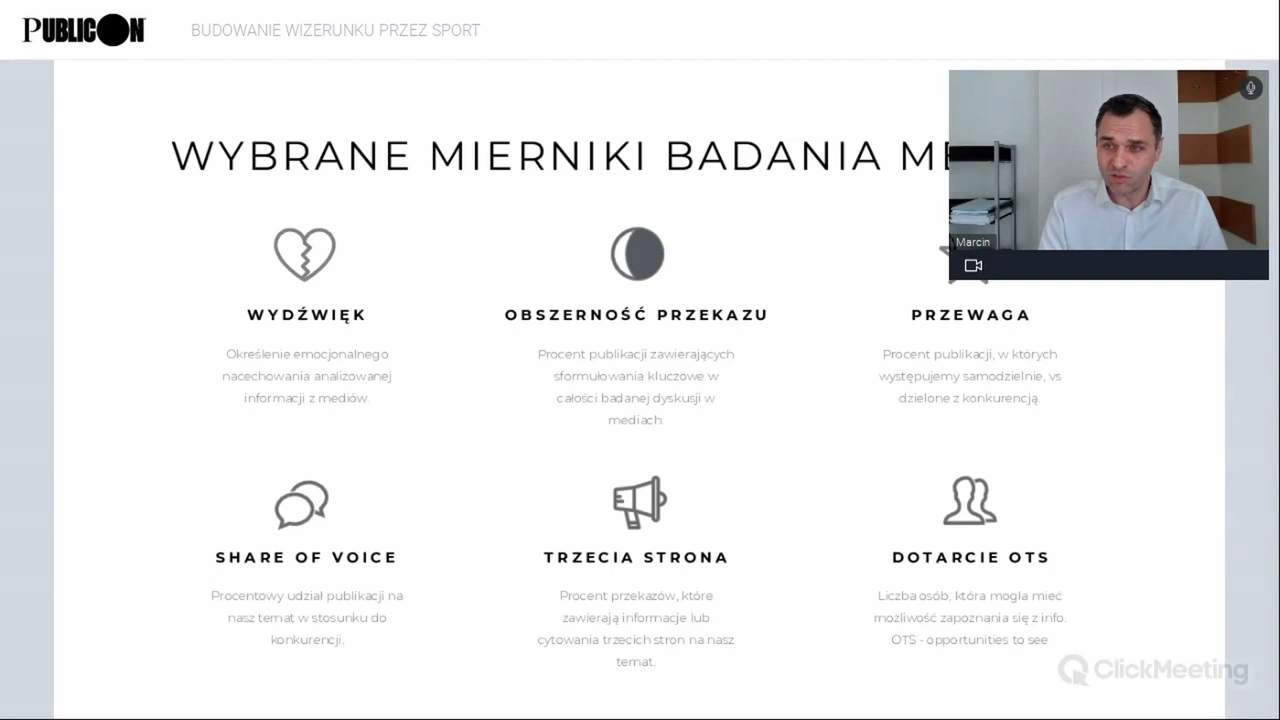 PUBLICON
BUDOWANIE WIZERUNKU PRZEZ SPORT
WYBRANE MIERNIKI BADANIA
Marcin
WYDŹWIĘK
OBSZERNOŚĆ PRZEKAZU
PRZEWAGA
Określenie emocjonalnego
nacechowania analizowanej
informacji z mediów.
Procent publikacji zawierających
sformułowania kluczowe w
całości badanej dyskusji w
mediach.
Procent publikacji, w których
występujemy samodzielnie, vs
dzielone z konkurencją.
SHARE OF VOICE
TRZECIA STRONA
DOTARCIE OTS
Procentowy udział publikacji na
nasz temat w stosunku do
konkurencji.
Procent przekazów, które
zawierają informacje lub
cytowania trzecich stron na nasz
temat.
Liczba osób, która mogła mieć
możliwość zapoznania się z info.
OTS - opportunities to see
ClickMeeting